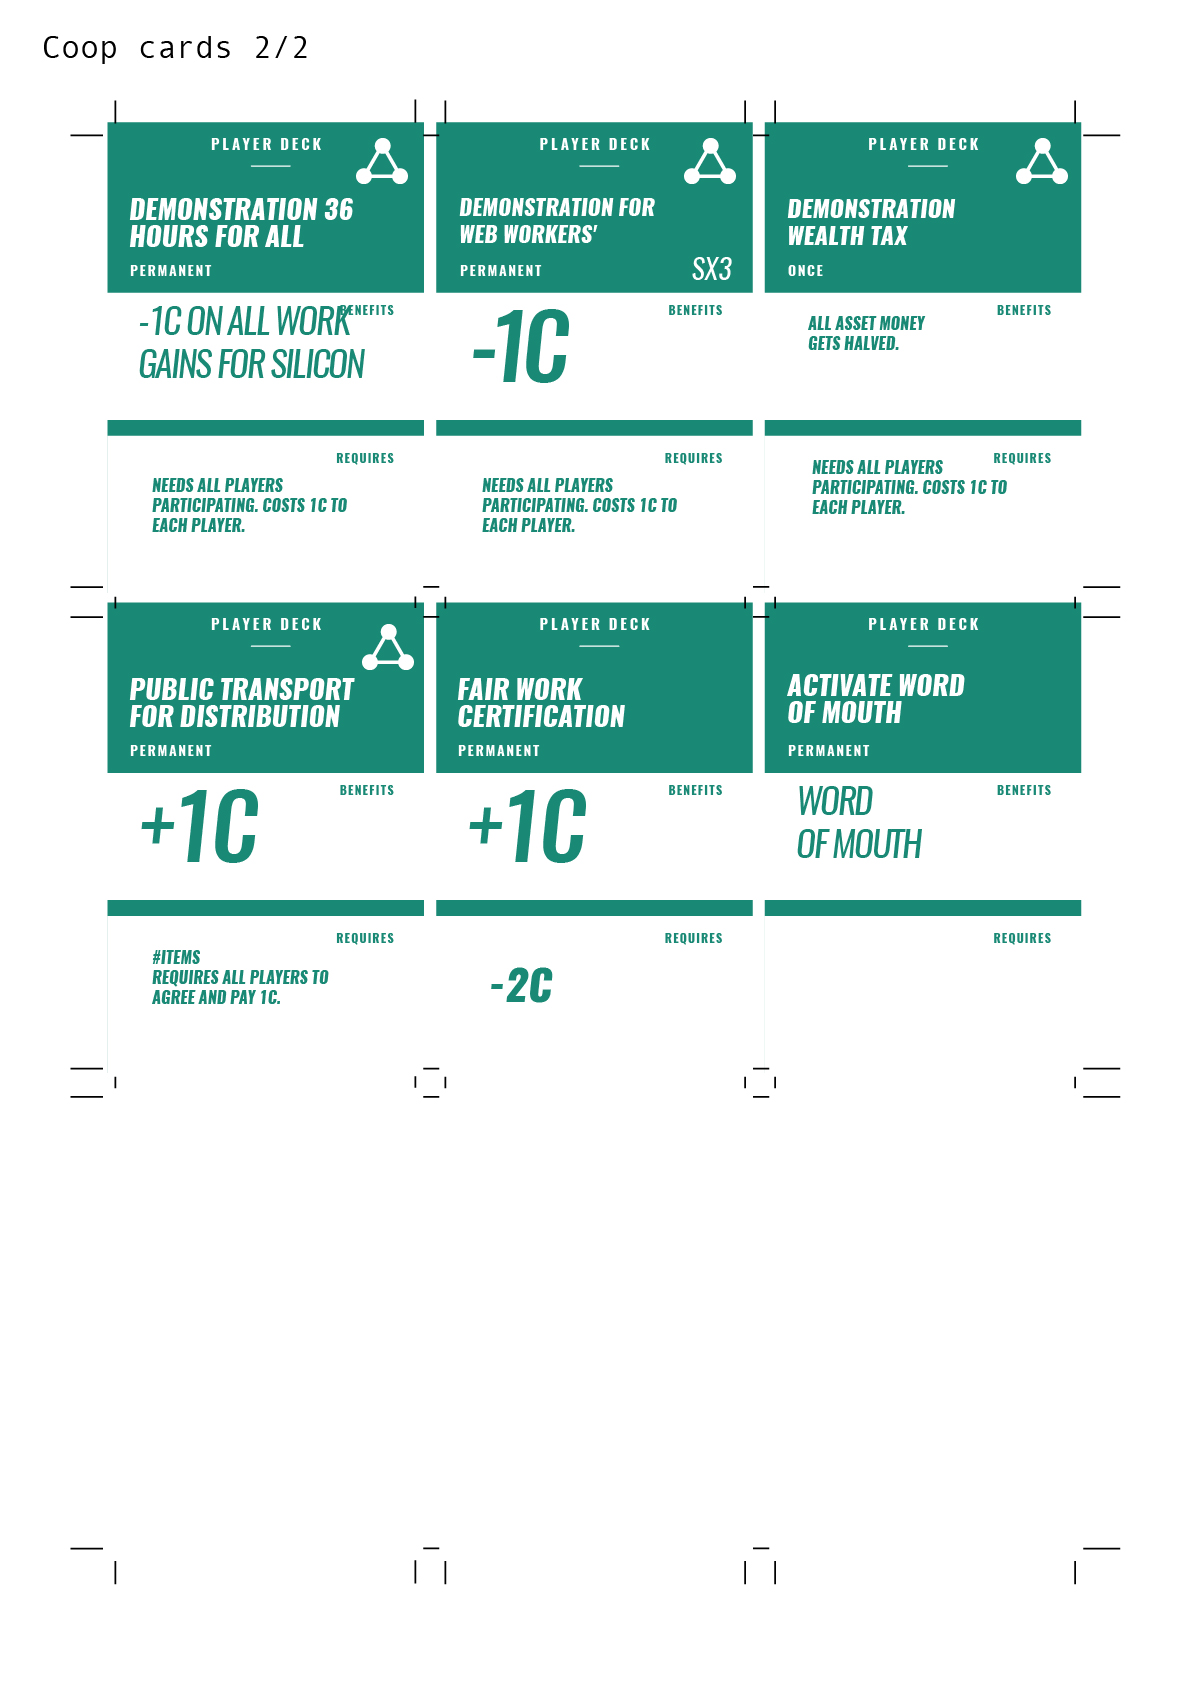 Coop cards 2/2
PLAYER DECK
DEMONSTRATION 36
HOURS FOR ALL
PERMANENT
BENEFITS
-1C ON ALL WORK
GAINS FOR SILICON
REQUIRES
NEEDS ALL PLAYERS
PARTICIPATING. COSTS 1C TO
EACH PLAYER.
PLAYER DECK
DEMONSTRATION FOR
WEB WORKERS'
PERMANENT
SX3
BENEFITS
-1C
REQUIRES
NEEDS ALL PLAYERS
PARTICIPATING. COSTS 1C TO
EACH PLAYER.
PLAYER DECK
DEMONSTRATION
WEALTH TAX
ONCE
BENEFITS
ALL ASSET MONEY
GETS HALVED.
REQUIRES
NEEDS ALL PLAYERS
PARTICIPATING. COSTS 1C TO
EACH PLAYER.
PLAYER DECK
PUBLIC TRANSPORT
FOR DISTRIBUTION
PERMANENT
BENEFITS
+1C
REQUIRES
#ITEMS
REQUIRES ALL PLAYERS TO
AGREE AND PAY 1C.
PLAYER DECK
FAIR WORK
CERTIFICATION
PERMANENT
BENEFITS
+1C
REQUIRES
-2C
PLAYER DECK
ACTIVATE WORD
OF MOUTH
PERMANENT
BENEFITS
WORD
OF MOUTH
REQUIRES